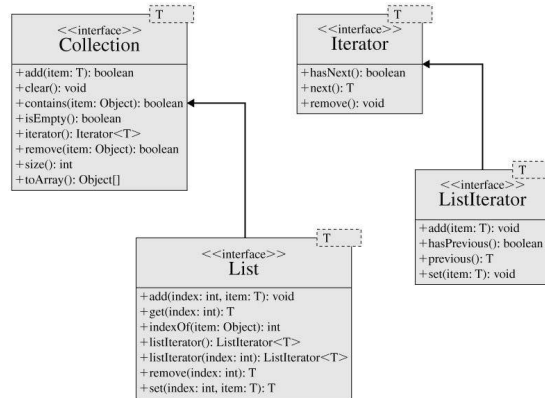 T
<<interface>>
Collection
+add(item: T): boolean
+clear(): void
+contains(item: Object): boolean
+isEmpty(): boolean
+iterator(): Iterator<T>
+remove(item: Object): boolean
+size(): int
+toArray(): Object[]
T
<<interface>>
Iterator
+hasNext(): boolean
+next(): T
+remove(): void
T
<<interface>>
ListIterator
+add(item: T): void
+hasPrevious(): boolean
+previous(): T
+set(item: T): void
T
<<interface>>
List
+add(index: int, item: T): void
+get(index: int): T
+indexOf(item: Object): int
+listIterator(): ListIterator<T>
+listIterator(index: int): ListIterator<T>
+remove(index: int): T
+set(index: int, item: T): T